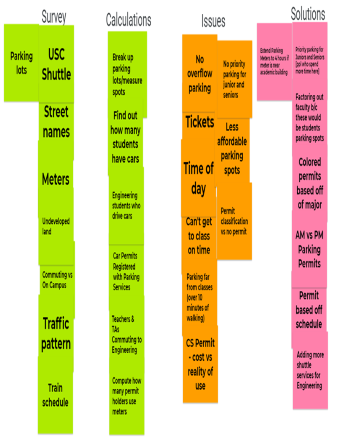 Survey
Parking
lots
USC
Shuttle
Street
names
Meters
Undeveloped
land
Commuting vs
On Campus
Traffic
pattern
Train
schedule
Calculations
Break up
parking
lots/measure
spots
Find out
how many
students
have cars
Engineering
students who
drive cars
Car Permits
Registered
with Parking
Services
Teachers &
TAs
Commuting to
Engineering
Compute how
many permit
holders use
meters
Issues
No
overflow
parking
Tickets
Time of
day
Can't get
to class
on time
Parking far
from classes
(over 10
minutes of
walking)
CS Permit
- cost vs
reality of
use
No priority
parking for
junior and
seniors
Less
affordable
parking
spots
Permit
classification
vs no permit
Solutions
Extend Parking
Meters to 4 hours if
meter is near
academic building
Priority parking for
Juniors and Seniors
(ppl who spend
more time here)
Factoring out
faculty b/c
these would
be students
parking spots
Colored
permits
based off
of major
AM vs PM
Parking
Permits
Permit
based off
schedule
Adding more
shuttle
services for
Engineering